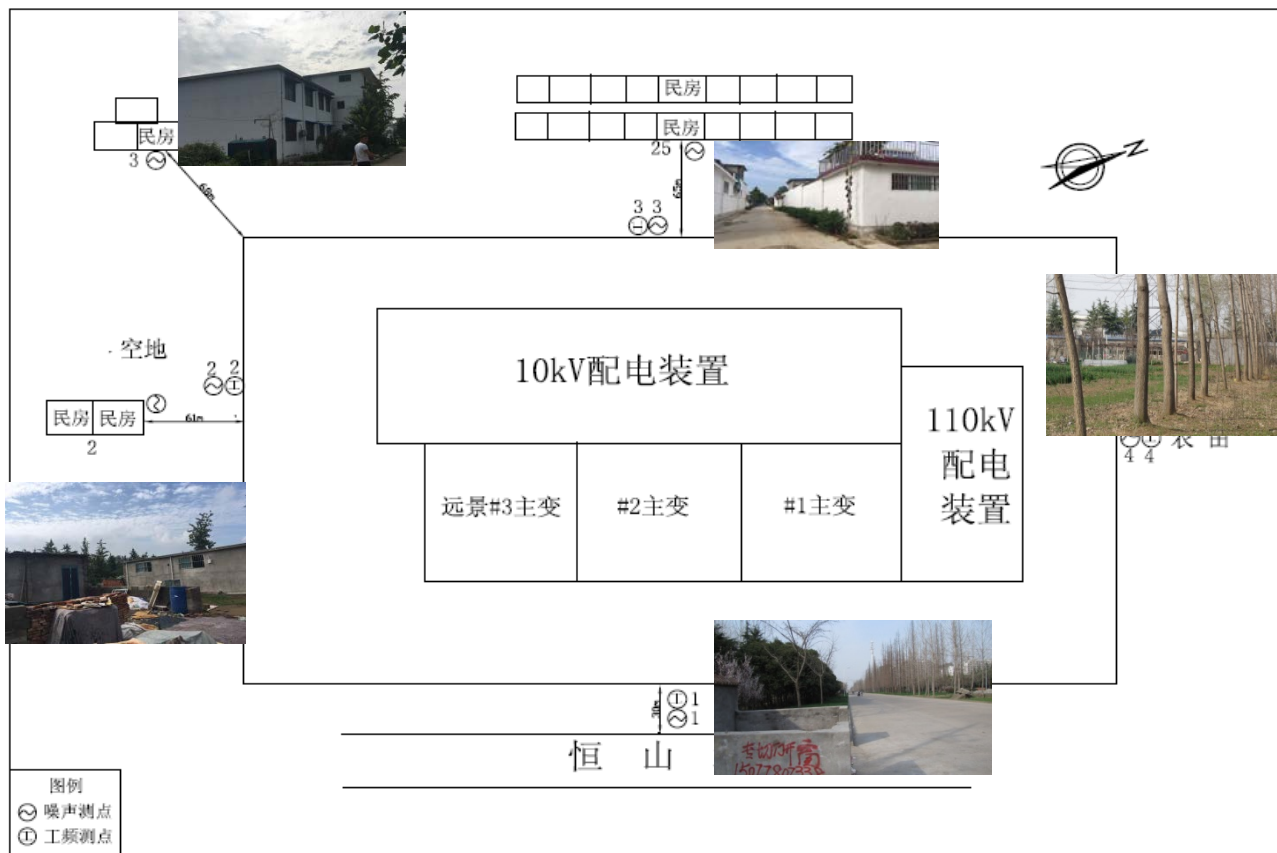 民房
民房
民房
3
25
68m
65m
3 3
空地
2 2
民房 民房
61m
2
10kV配电装置
110kV
配电
装置
4 4
农田
远景#3主变
#2主变
#1主变
30m
1
1
恒 山
图例
噪声测点
工频测点
N